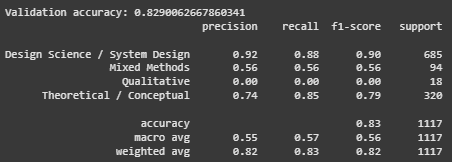 Validation accuracy: 0.8290062667860341
precision recall f1-score support
Design Science / System Design 0.92 0.88 0.90 685
Mixed Methods 0.56 0.56 0.56 94
Qualitative 0.00 0.00 0.00 18
Theoretical / Conceptual 0.74 0.85 0.79 320
accuracy 0.83 1117
macro avg 0.55 0.57 0.56 1117
weighted avg 0.82 0.83 0.82 1117